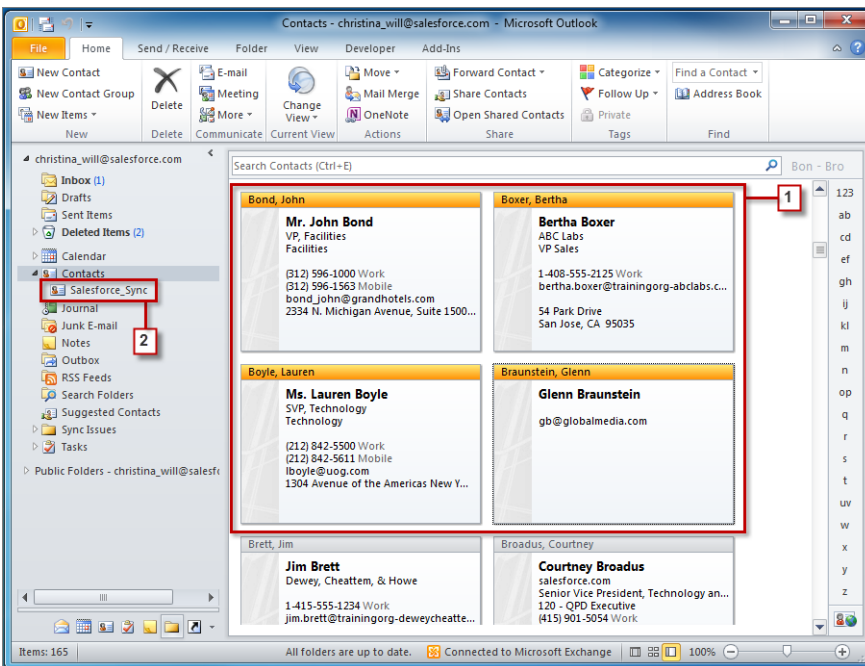 Contacts - christina_will@salesforce.com - Microsoft Outlook
File Home Send / Receive Folder View Developer Add-Ins
New Contact
New Contact Group
New Items
New
Delete
Delete
E-mail
Meeting
More
Communicate
Change
View
Current View
Move
Mail Merge
OneNote
Actions
Forward Contact
Share Contacts
Open Shared Contacts
Share
Categorize
Follow Up
Private
Tags
Find a Contact
Address Book
Find
christina_will@salesforce.com
Inbox (1)
Drafts
Sent Items
Deleted Items (2)
Calendar
Contacts
Salesforce_Sync
2
Journal
Junk E-mail
Notes
Outbox
RSS Feeds
Search Folders
Suggested Contacts
Sync Issues
Tasks
Public Folders - christina_will@salesfc
Search Contacts (Ctrl+E)
Bon - Bro
1
Bond, John
Mr. John Bond
VP, Facilities
Facilities
(312) 596-1000 Work
(312) 596-1563 Mobile
bond_john@grandhotels.com
2334 N. Michigan Avenue, Suite 1500...
Boxer, Bertha
Bertha Boxer
ABC Labs
VP Sales
1-408-555-2125 Work
bertha.boxer@trainingorg-abclabs.c...
54 Park Drive
San Jose, CA 95035
Boyle, Lauren
Ms. Lauren Boyle
SVP, Technology
Technology
(212) 842-5500 Work
(212) 842-5611 Mobile
lboyle@uog.com
1304 Avenue of the Americas New Y...
Braunstein, Glenn
Glenn Braunstein
gb@globalmedia.com
Brett, Jim
Jim Brett
Dewey, Cheattem, & Howe
1-415-555-1234 Work
jim.brett@trainingorg-deweycheatte...
Broadus, Courtney
Courtney Broadus
salesforce.com
Senior Vice President, Technology an...
120 - QPD Executive
(415) 901-5054 Work
123
ab
cd
ef
gh
ij
kl
m
n
op
q
r
s
t
uv
w
x
y
z
Items: 165
All folders are up to date.
Connected to Microsoft Exchange
100%